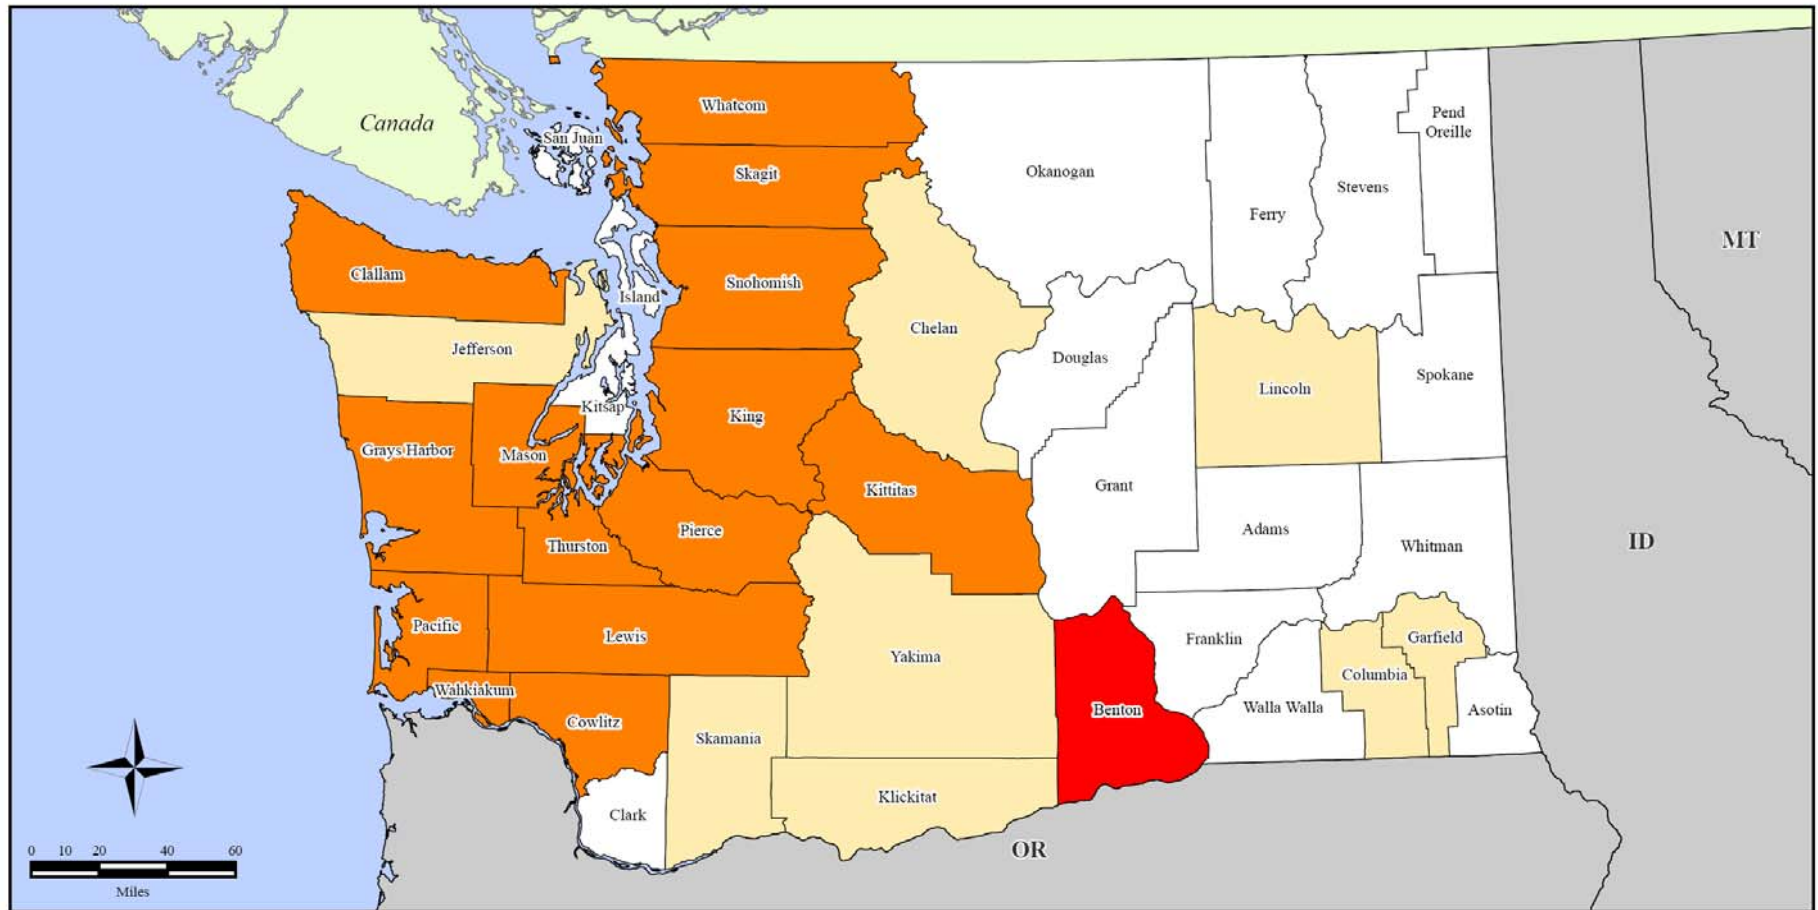 Canada
Whatcom
San Juan
Skagit
Okanogan
Ferry
Stevens
Pend
Oreille
MT
Clallam
Snohomish
Island
Jefferson
Chelan
Douglas
Lincoln
Spokane
King
Kitsap
Grays Harbor
Mason
Kittitas
Grant
Adams
Whitman
ID
Pierce
Thurston
Pacific
Lewis
Yakima
Franklin
Garfield
Columbia
Wahkiakum
Cowlitz
Skamania
Benton
Walla Walla
Asotin
Klickitat
Clark
OR
0 10 20 40 60
Miles